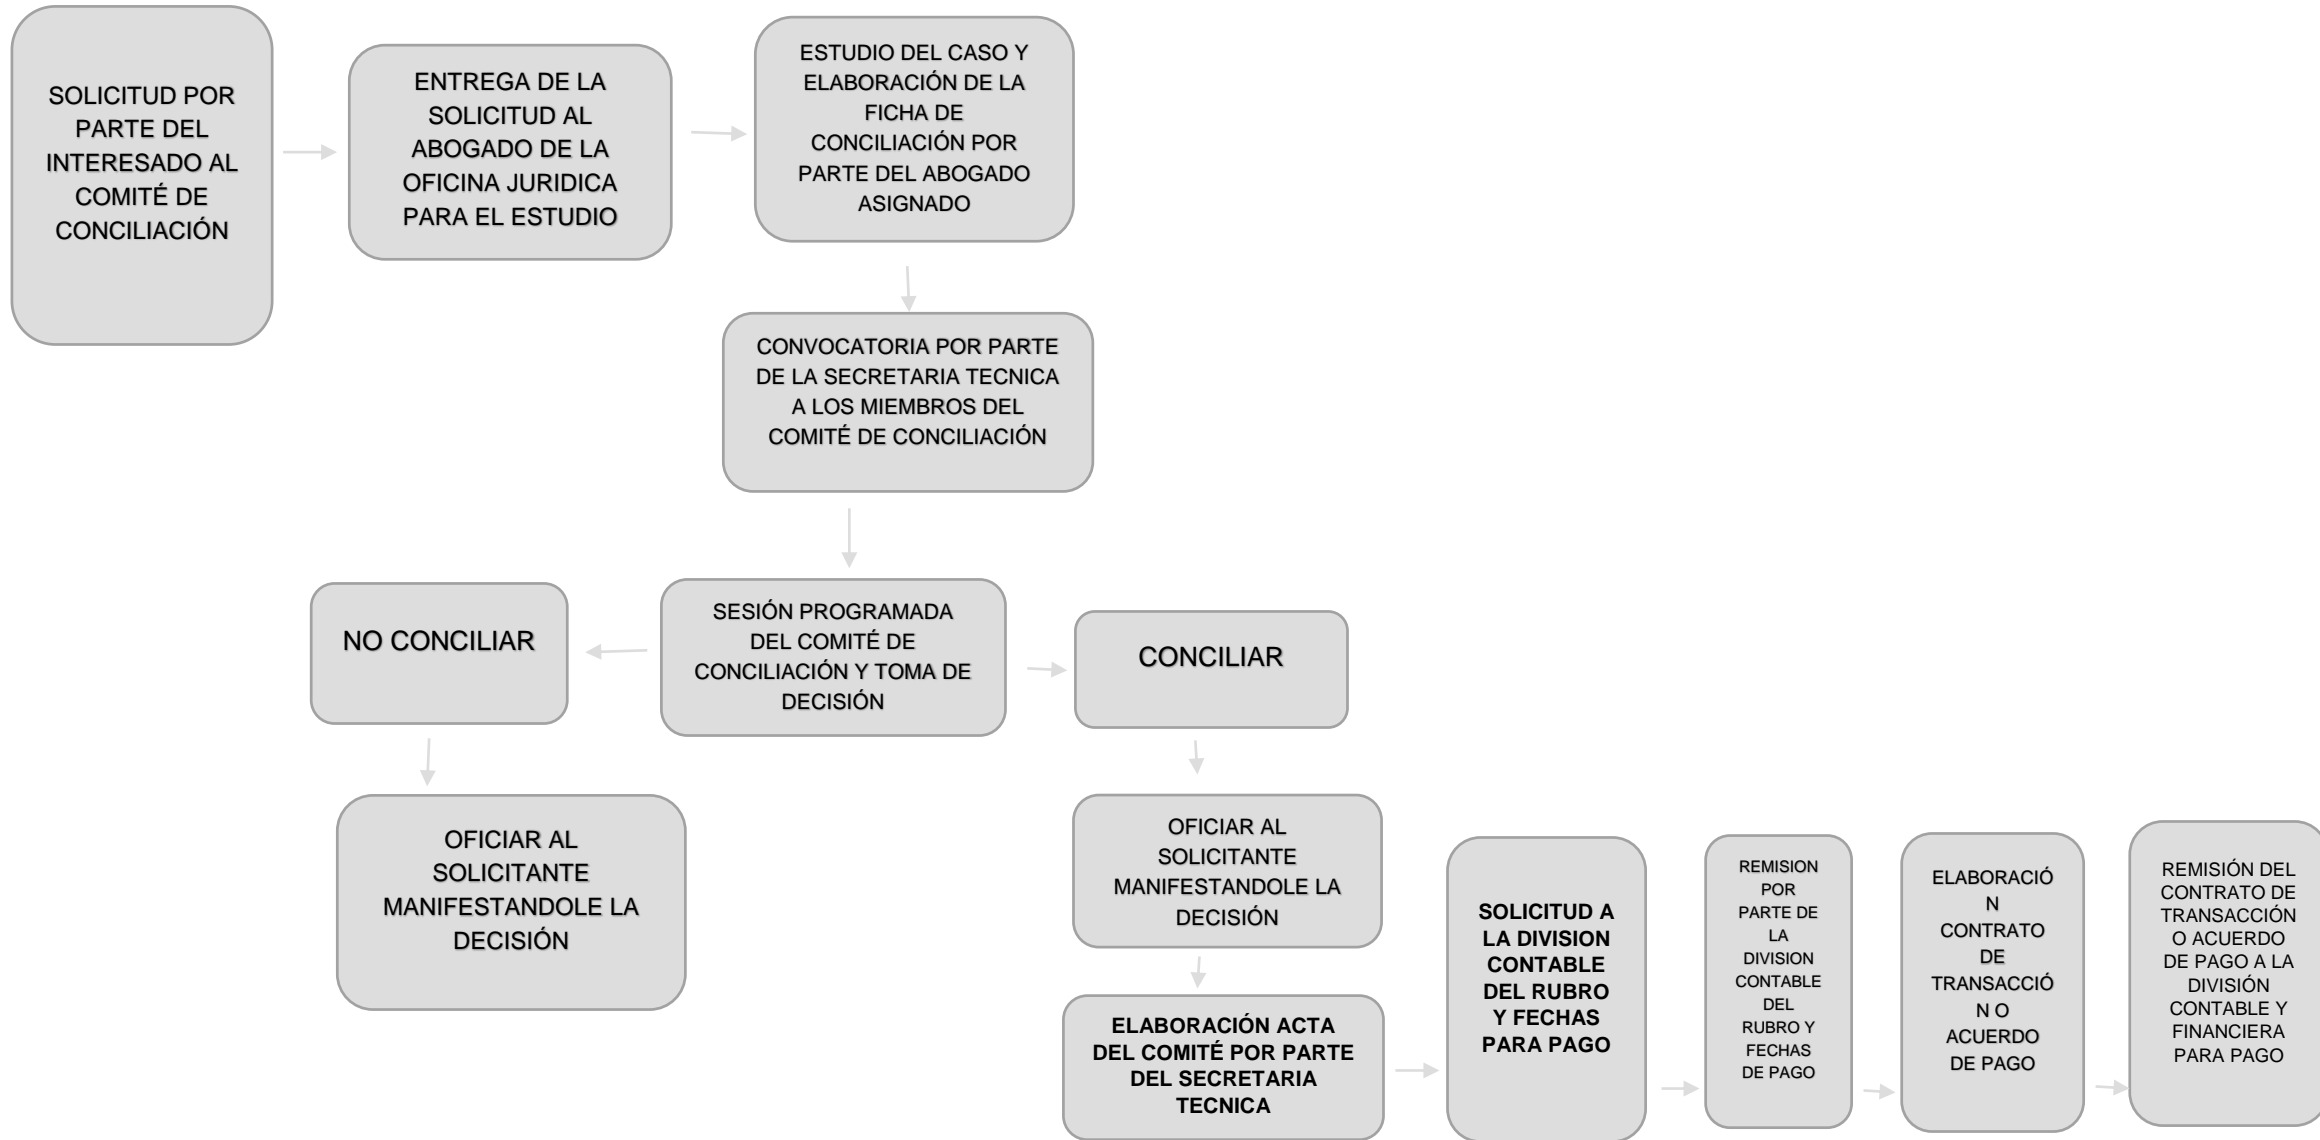 SOLICITUD POR
PARTE DEL
INTERESADO AL
COMITÉ DE
CONCILIACIÓN
ENTREGA DE LA
SOLICITUD AL
ABOGADO DE LA
OFICINA JURIDICA
PARA EL ESTUDIO
ESTUDIO DEL CASO Y
ELABORACIÓN DE LA
FICHA DE
CONCILIACIÓN POR
PARTE DEL ABOGADO
ASIGNADO
CONVOCATORIA POR PARTE
DE LA SECRETARIA TECNICA
A LOS MIEMBROS DEL
COMITÉ DE CONCILIACIÓN
NO CONCILIAR
SESIÓN PROGRAMADA
DEL COMITÉ DE
CONCILIACIÓN Y TOMA DE
DECISIÓN
CONCILIAR
OFICIAR AL
SOLICITANTE
MANIFESTANDOLE LA
DECISIÓN
OFICIAR AL
SOLICITANTE
MANIFESTANDOLE LA
DECISIÓN
ELABORACIÓN ACTA
DEL COMITÉ POR PARTE
DEL SECRETARIA
TECNICA
SOLICITUD A
LA DIVISION
CONTABLE
DEL RUBRO
Y FECHAS
PARA PAGO
REMISION
POR
PARTE DE
LA
DIVISION
CONTABLE
DEL
RUBRO Y
FECHAS
DE PAGO
ELABORACIÓ
N
CONTRATO
DE
TRANSACCIÓ
N O
ACUERDO
DE PAGO
REMISIÓN DEL
CONTRATO DE
TRANSACCIÓN
O ACUERDO
DE PAGO A LA
DIVISIÓN
CONTABLE Y
FINANCIERA
PARA PAGO